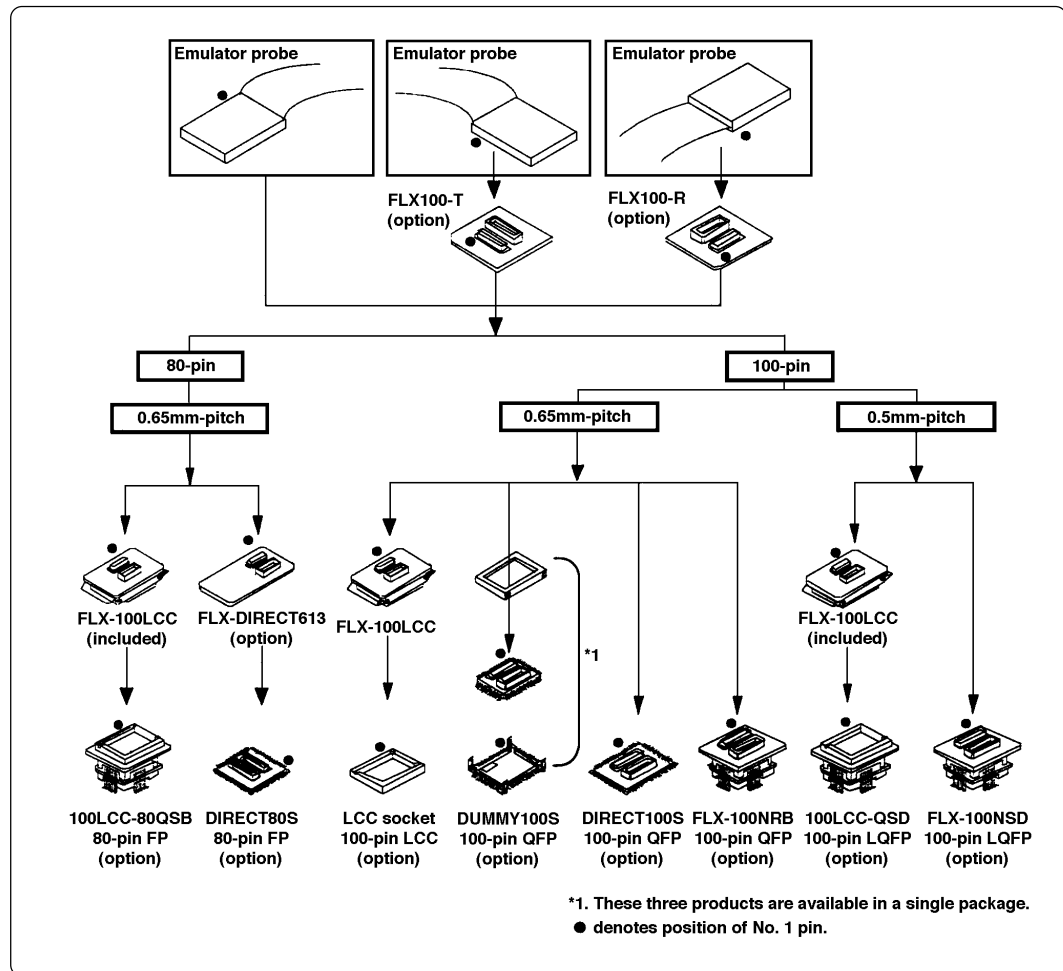 Emulator probe
Emulator probe
Emulator probe
FLX100-T
(option)
FLX100-R
(option)
80-pin
100-pin
0.65mm-pitch
0.65mm-pitch
0.5mm-pitch
FLX-100LCC
(included)
FLX-DIRECT613
(option)
FLX-100LCC
*1
FLX-100LCC
(included)
100LCC-80QSB
80-pin FP
(option)
DIRECT80S
80-pin FP
(option)
LCC socket
100-pin LCC
(option)
DUMMY100S
100-pin QFP
(option)
DIRECT100S
100-pin QFP
(option)
FLX-100NRB
100-pin QFP
(option)
100LCC-QSD
100-pin LQFP
(option)
FLX-100NSD
100-pin LQFP
(option)
*1. These three products are available in a single package.
● denotes position of No. 1 pin.